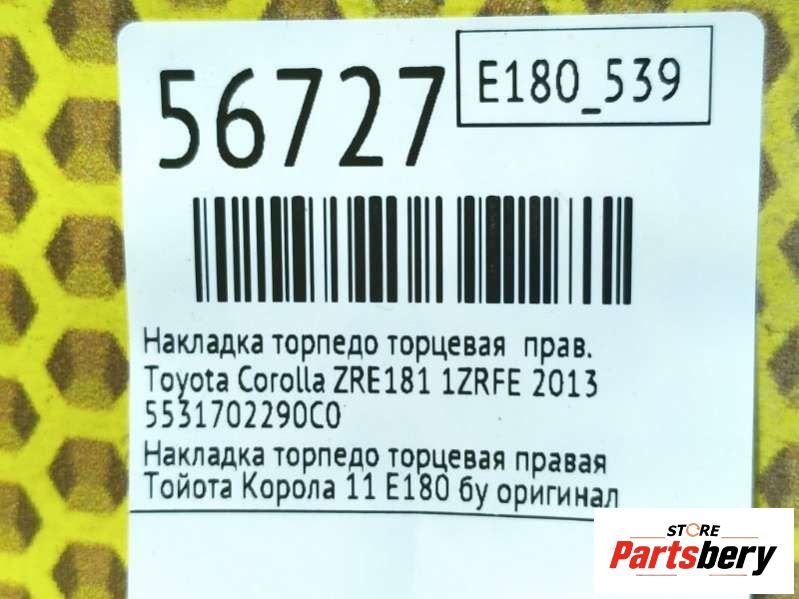 56727
E180_539
Накладка торпедо торцевая прав.
Toyota Corolla ZRE181 1ZRFE 2013
5531702290C0
Накладка торпедо торцевая правая
Тойота Корола 11 Е180 бу оригинал
STORE
Partsbery